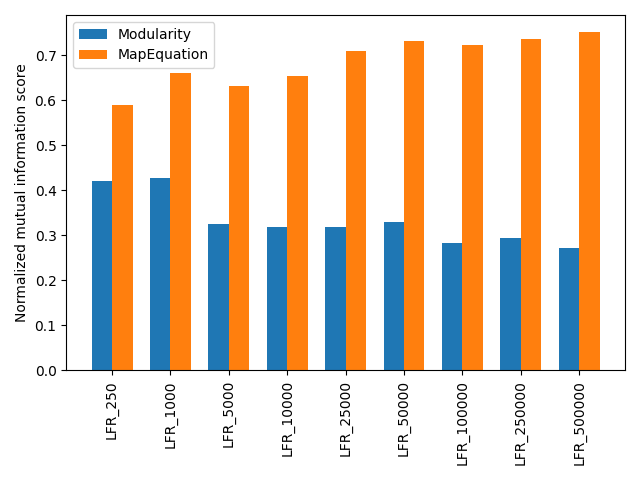 Modularity
MapEquation
Normalized mutual information score
0.7
0.6
0.5
0.4
0.3
0.2
0.1
0.0
LFR_250
LFR_1000
LFR_5000
LFR_10000
LFR_25000
LFR_50000
LFR_100000
LFR_250000
LFR_500000